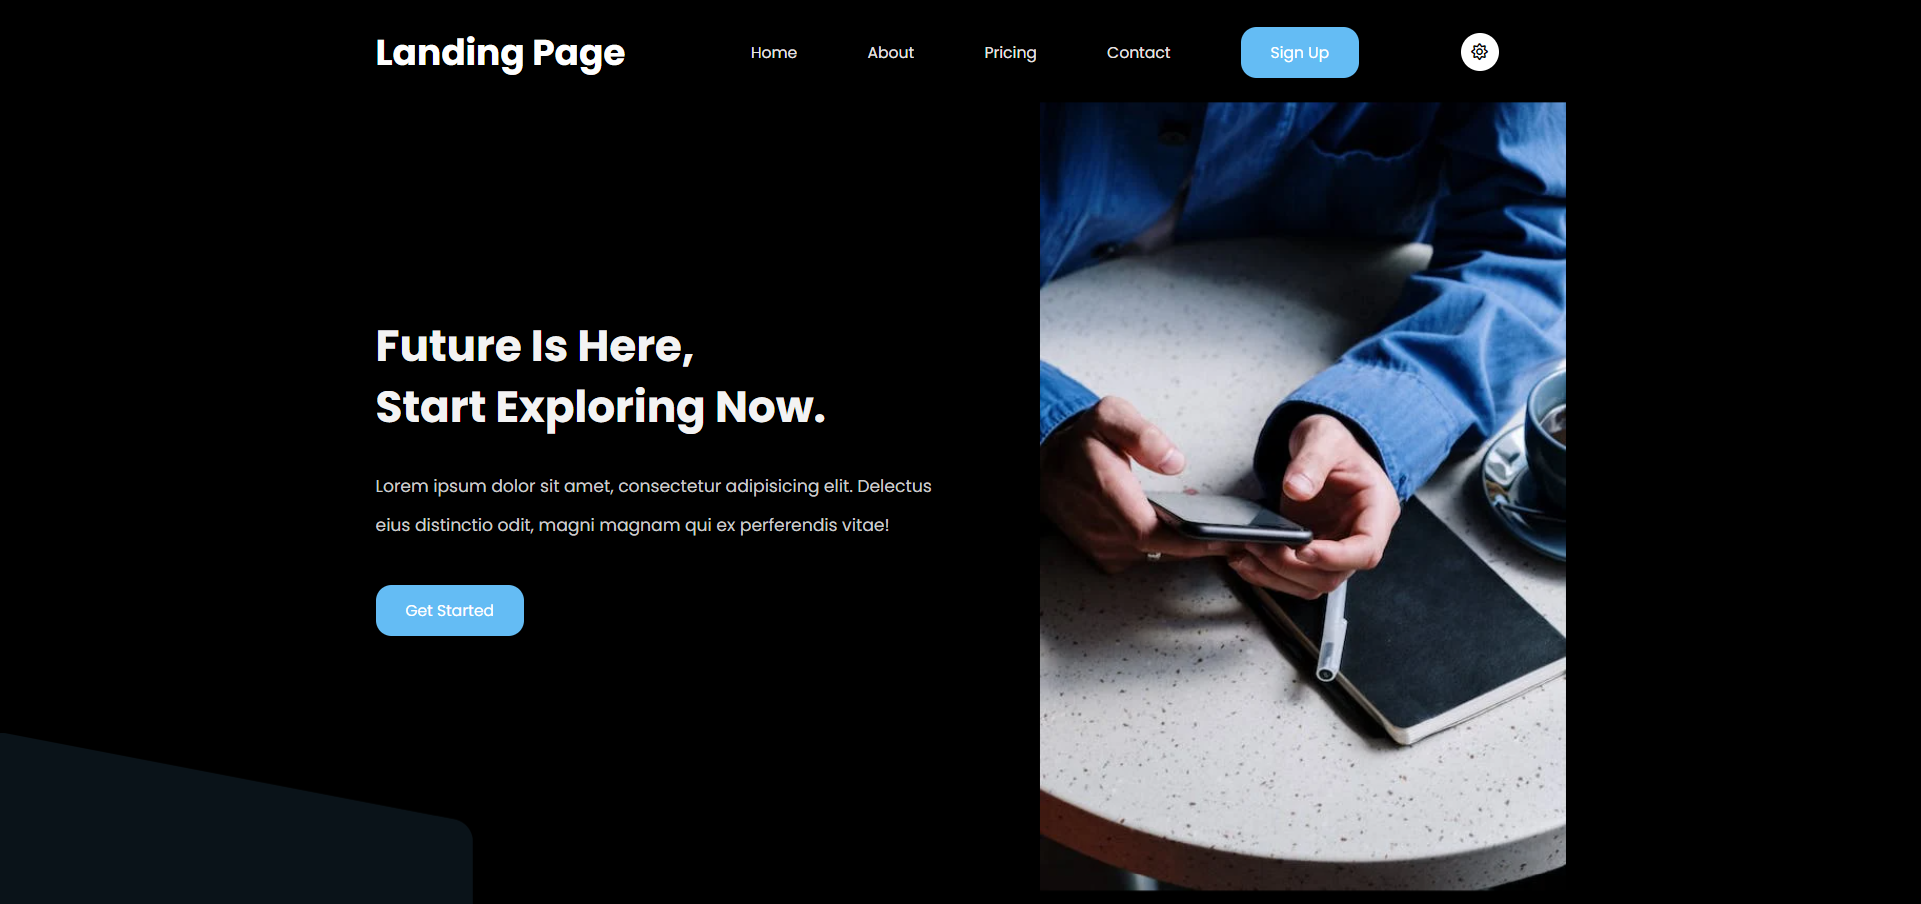 Landing Page
Home
About
Pricing
Contact
Sign Up
Future Is Here,
Start Exploring Now.
Lorem ipsum dolor sit amet, consectetur adipisicing elit. Delectus
eius distinctio odit, magni magnam qui ex perferendis vitae!
Get Started